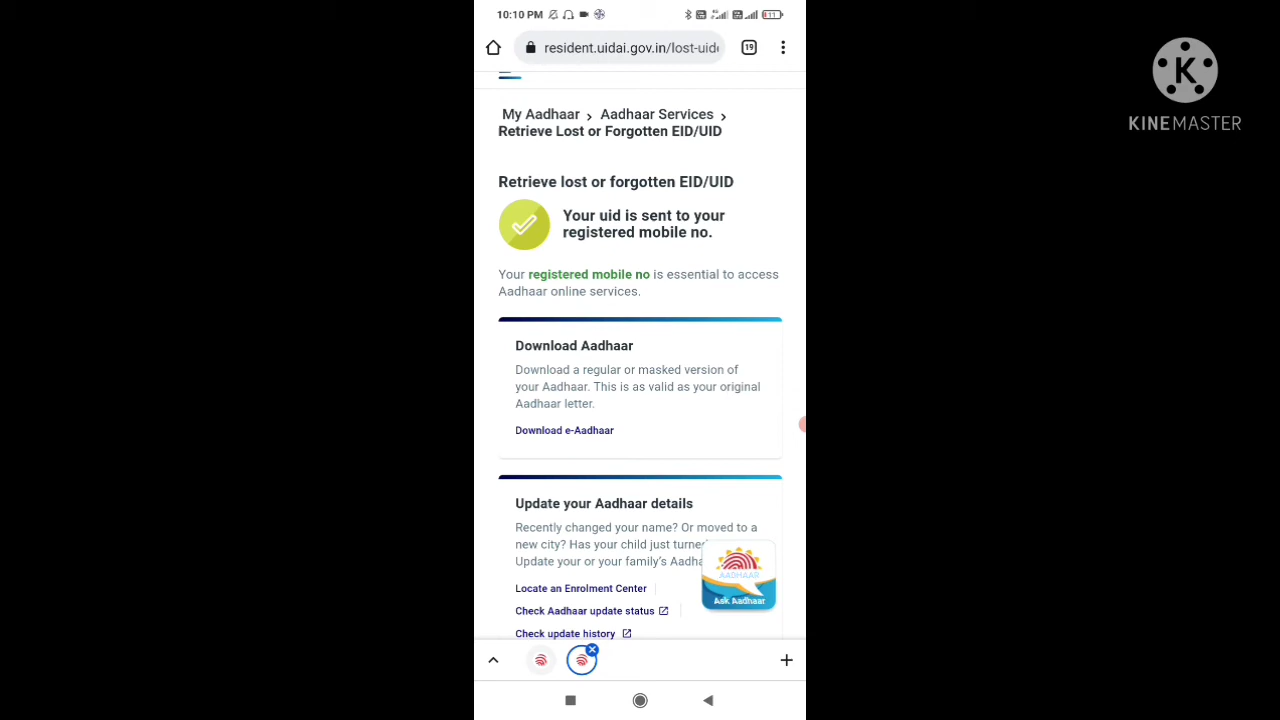 10:10 PM
11
resident.uidai.gov.in/lost-uid
19
KINEMASTER
My Aadhaar > Aadhaar Services >
Retrieve Lost or Forgotten EID/UID
Retrieve lost or forgotten EID/UID
Your uid is sent to your
registered mobile no.
Your registered mobile no is essential to access
Aadhaar online services.
Download Aadhaar
Download a regular or masked version of
your Aadhaar. This is as valid as your original
Aadhaar letter.
Download e-Aadhaar
Update your Aadhaar details
Recently changed your name? Or moved to a
new city? Has your child just turne
Update your or your family's Aadha
AADHAAR
Ask Aadhaar
Locate an Enrolment Center
Check Aadhaar update status
Check update history